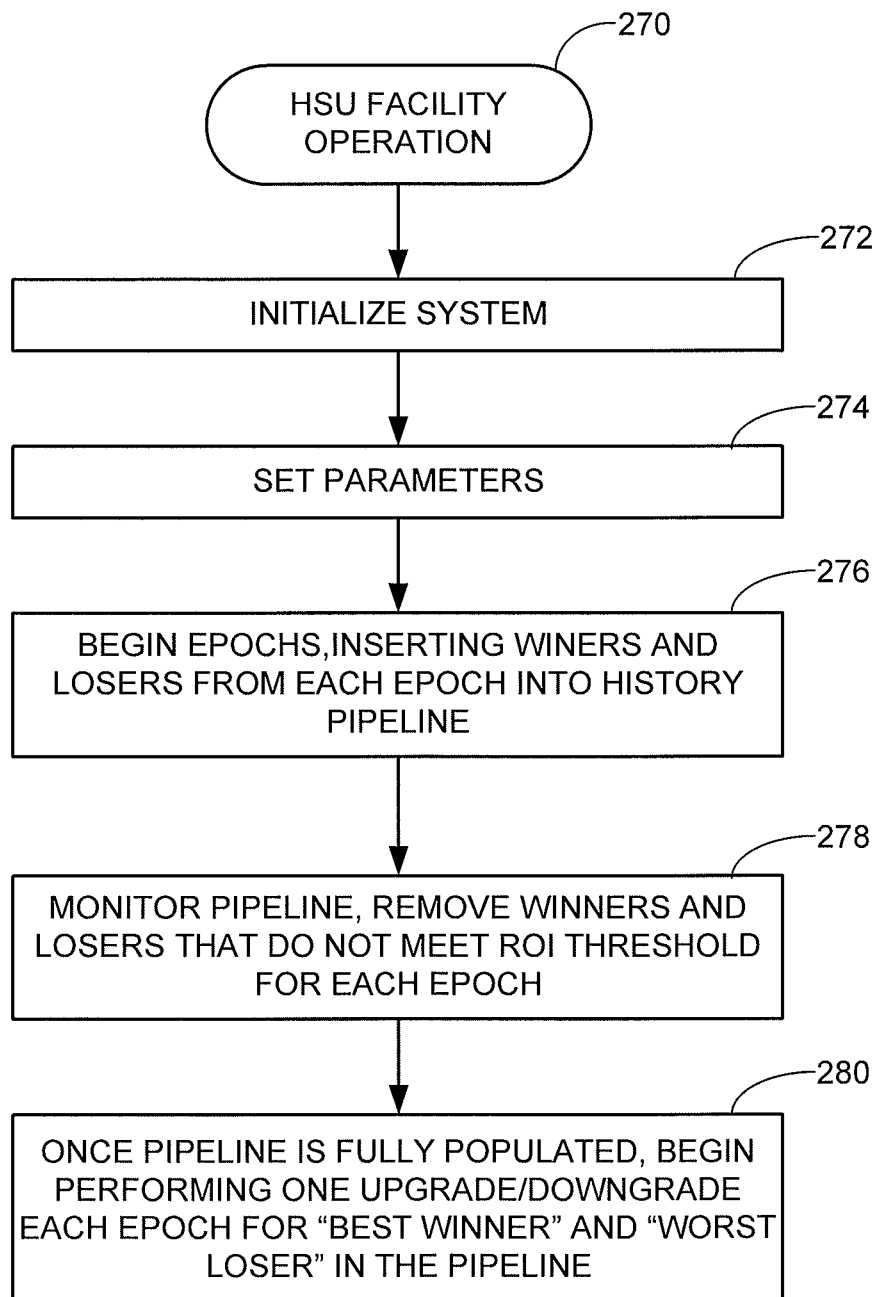 270
HSU FACILITY
OPERATION
272
INITIALIZE SYSTEM
274
SET PARAMETERS
276
BEGIN EPOCHS,INSERTING WINERS AND
LOSERS FROM EACH EPOCH INTO HISTORY
PIPELINE
278
MONITOR PIPELINE, REMOVE WINNERS AND
LOSERS THAT DO NOT MEET ROI THRESHOLD
FOR EACH EPOCH
280
ONCE PIPELINE IS FULLY POPULATED, BEGIN
PERFORMING ONE UPGRADE/DOWNGRADE
EACH EPOCH FOR “BEST WINNER” AND “WORST
LOSER” IN THE PIPELINE